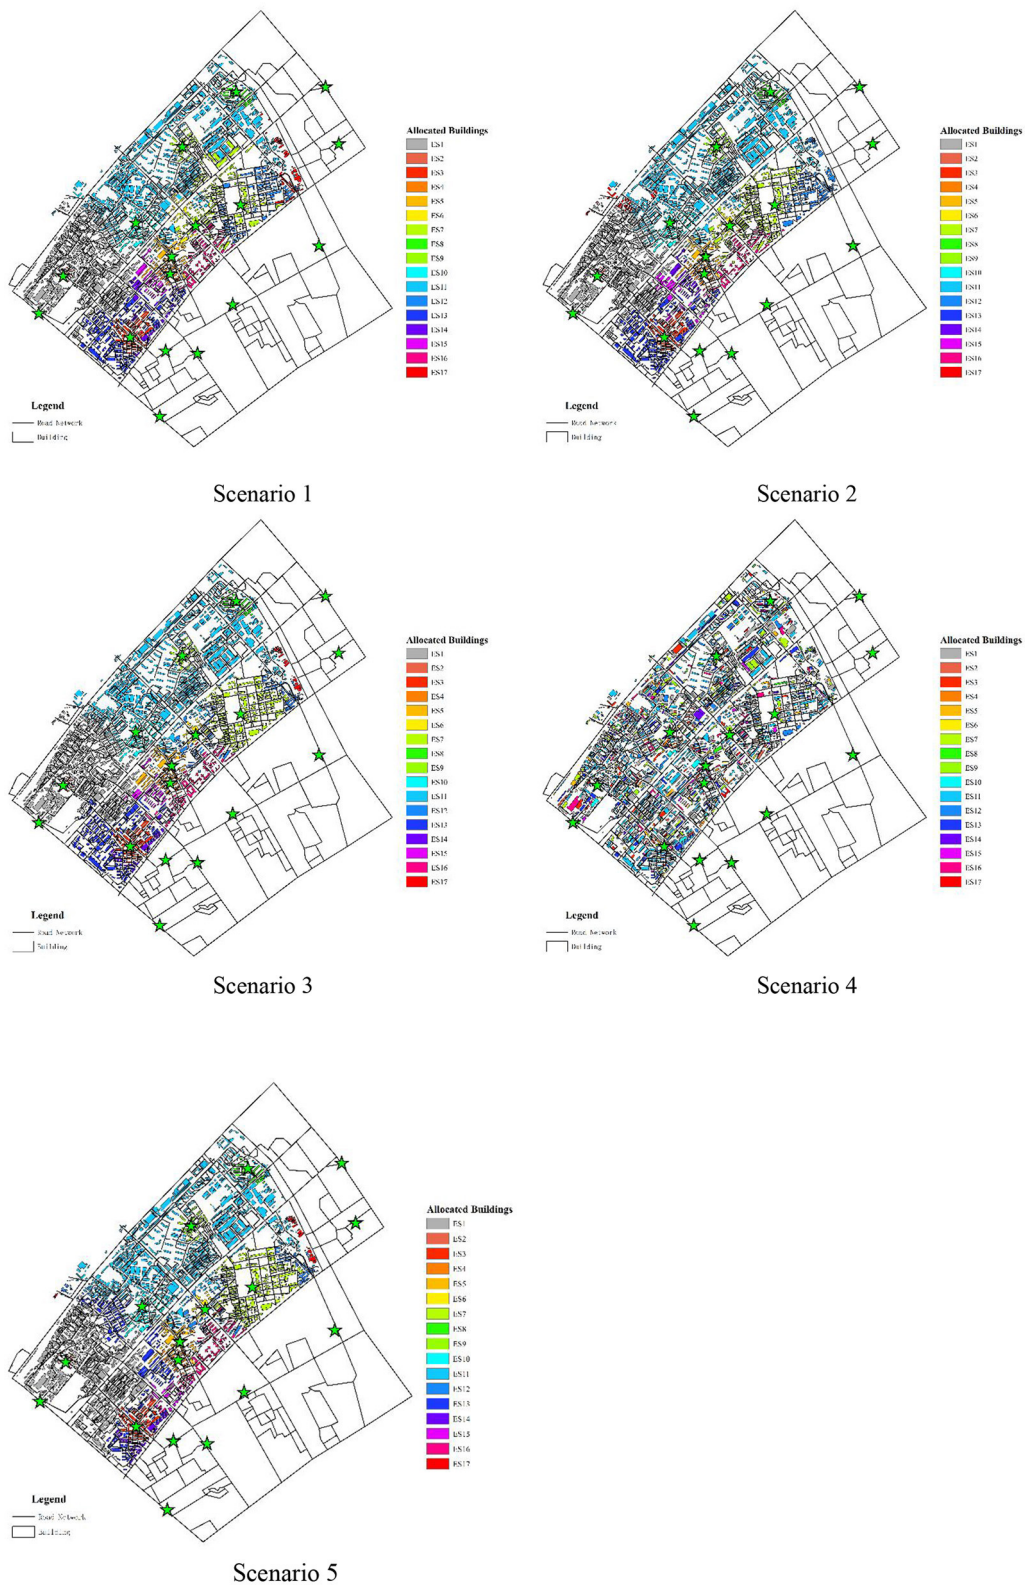 Allocated Buildings
ES1
ES2
ES3
ES4
ES5
ES6
ES7
ES8
ES9
ES10
ES11
ES12
ES13
ES14
ES15
ES16
ES17
Legend
Road Network
Building
Scenario 1
Allocated Buildings
ES1
ES2
ES3
ES4
ES5
ES6
ES7
ES8
ES9
ES10
ES11
ES12
ES13
ES14
ES15
ES16
ES17
Legend
Road Network
Building
Scenario 2
Allocated Buildings
ES1
ES2
ES3
ES4
ES5
ES6
ES7
ES8
ES9
ES10
ES11
ES12
ES13
ES14
ES15
ES16
ES17
Legend
Road Network
Building
Scenario 3
Allocated Buildings
ES1
ES2
ES3
ES4
ES5
ES6
ES7
ES8
ES9
ES10
ES11
ES12
ES13
ES14
ES15
ES16
ES17
Legend
Road Network
Building
Scenario 4
Allocated Buildings
ES1
ES2
ES3
ES4
ES5
ES6
ES7
ES8
ES9
ES10
ES11
ES12
ES13
ES14
ES15
ES16
ES17
Legend
Road Network
Building
Scenario 5